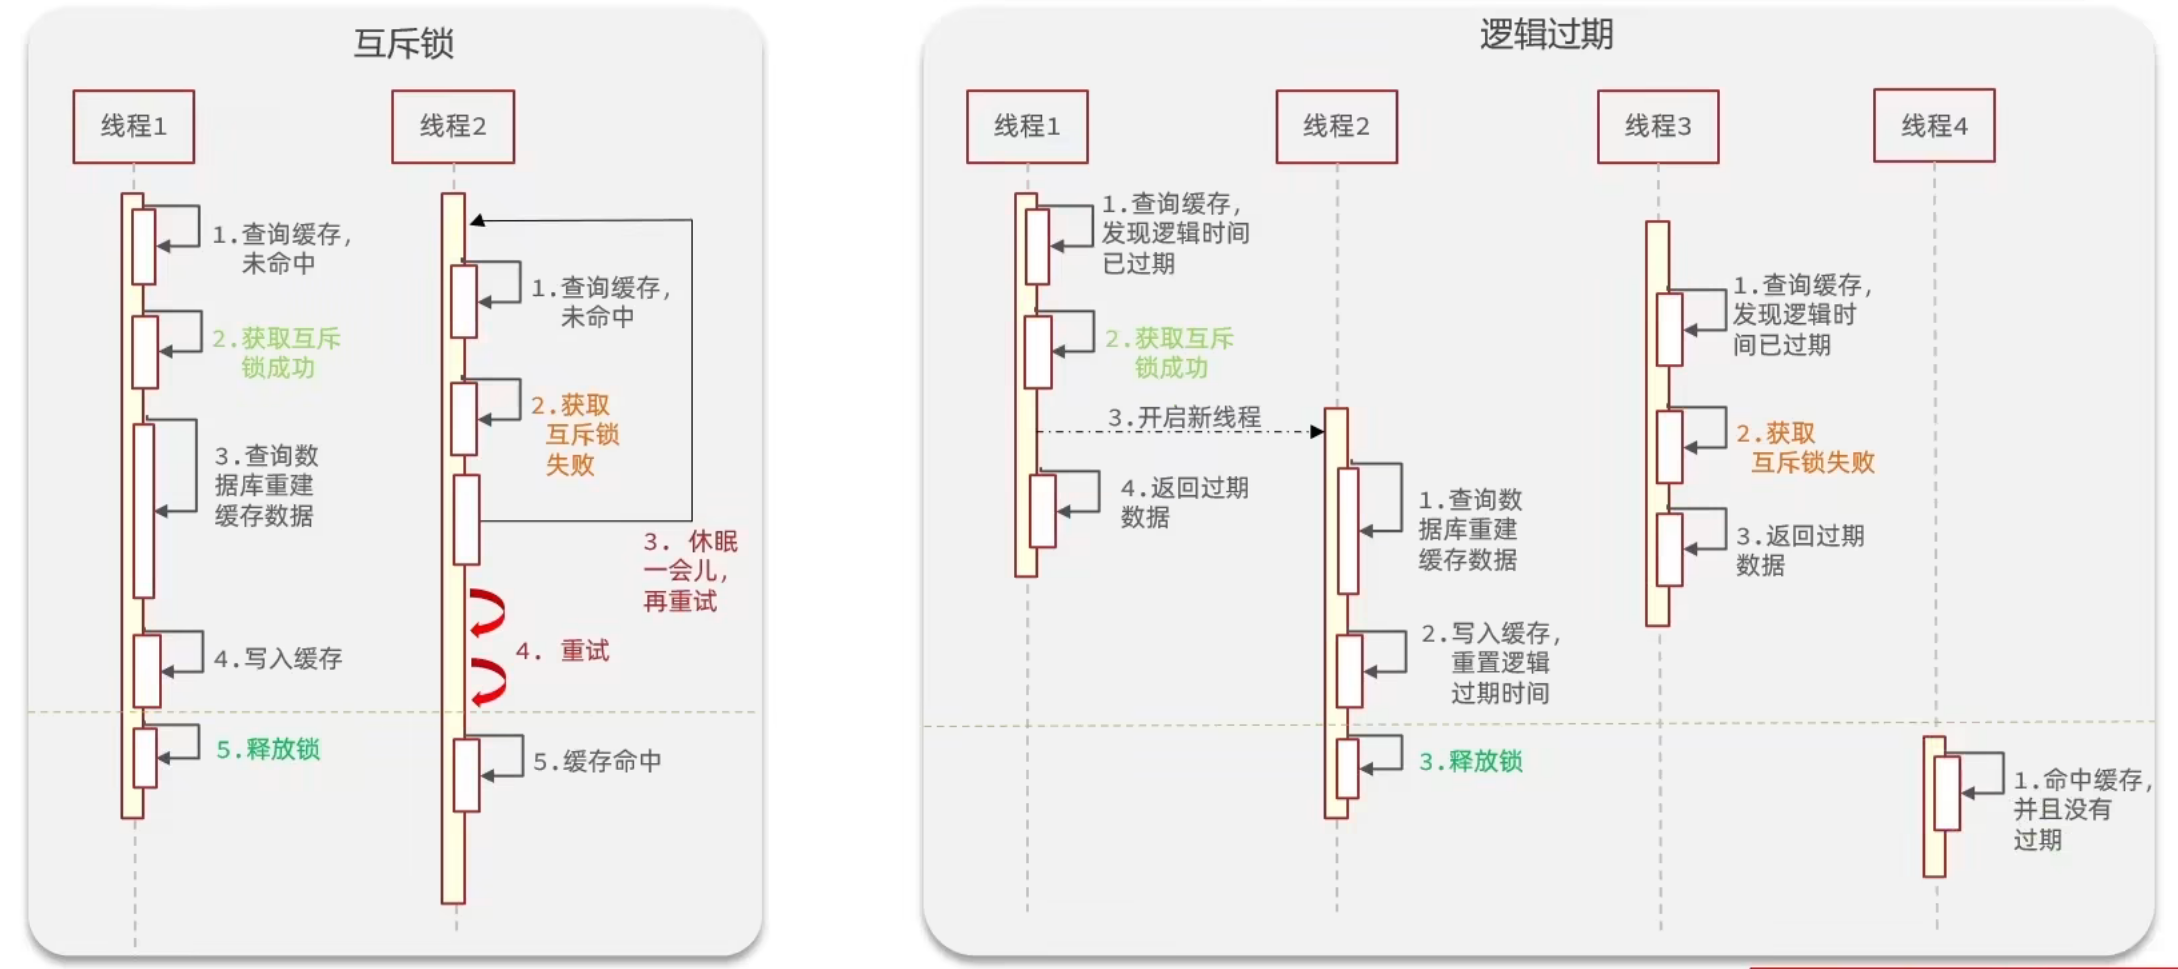 互斥锁
线程1
线程2
1.查询缓存,
未命中
2.获取互斥
锁成功
3.查询数
据库重建
缓存数据
4.写入缓存
5.释放锁
1.查询缓存,
未命中
2.获取
互斥锁
失败
3. 休眠
一会儿,
再重试
4. 重试
5.缓存命中
逻辑过期
线程1
线程2
线程3
线程4
1.查询缓存,
发现逻辑时间
已过期
2.获取互斥
锁成功
3.开启新线程
4.返回过期
数据
1.查询数
据库重建
缓存数据
2.写入缓存,
重置逻辑
过期时间
3.释放锁
1.查询缓存,
发现逻辑时
间已过期
2.获取
互斥锁失败
3.返回过期
数据
1.命中缓存,
并且没有
过期